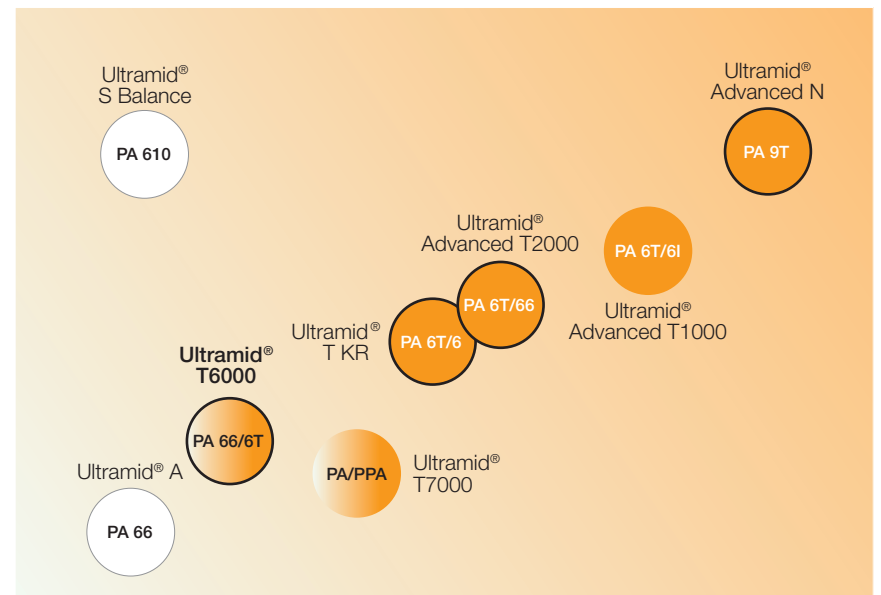 Ultramid®
S Balance
PA 610
Ultramid®
Advanced N
PA 9T
Ultramid®
Advanced T2000
PA 6T/66
PA 6T/6I
Ultramid®
Advanced T1000
Ultramid®
T KR
PA 6T/6
Ultramid®
T6000
PA 66/6T
PA/PPA
Ultramid®
T7000
Ultramid® A
PA 66